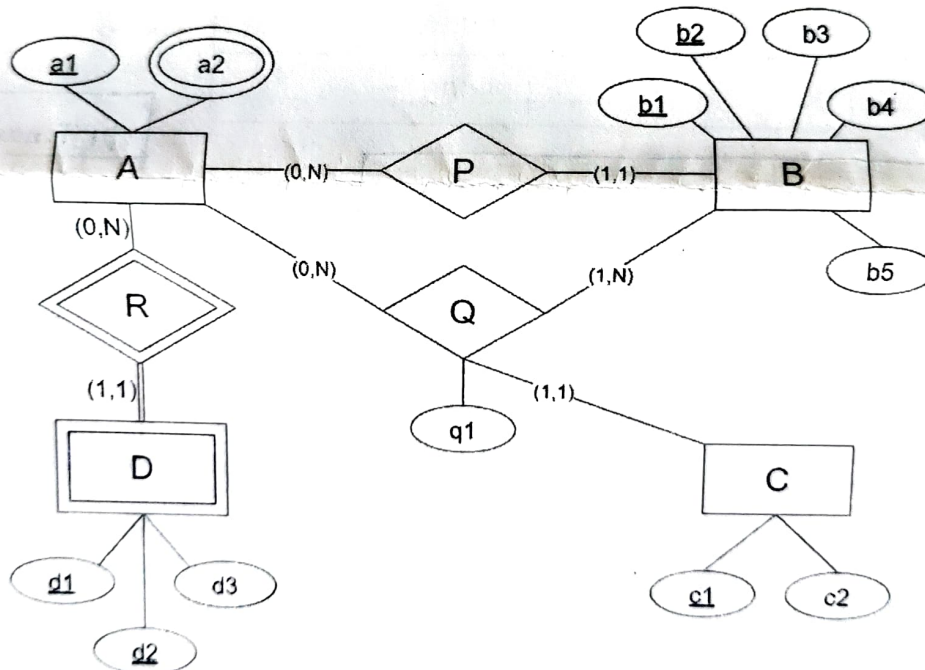 b2
b3
a1
a2
b1
b4
A
(0,N)
P
(1,1)
B
(0,N)
(0,N)
(1,N)
b5
R
Q
(1,1)
(1,1)
q1
D
C
d1
d3
c1
c2
d2